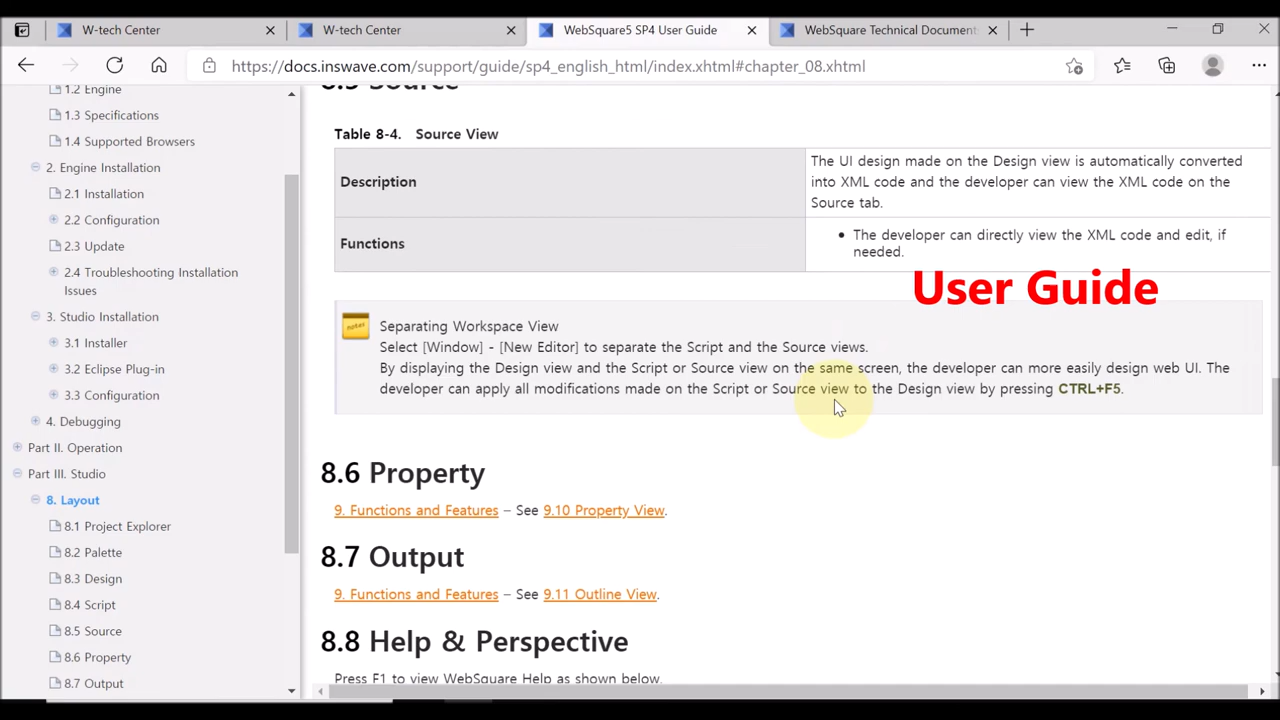 W-tech Center
W-tech Center
WebSquare5 SP4 User Guide
WebSquare Technical Document
https://docs.inswave.com/support/guide/sp4_english_html/index.xhtml#chapter_08.xhtml
1.2 Engine
1.3 Specifications
1.4 Supported Browsers
2. Engine Installation
2.1 Installation
2.2 Configuration
2.3 Update
2.4 Troubleshooting Installation
Issues
3. Studio Installation
3.1 Installer
3.2 Eclipse Plug-in
3.3 Configuration
4. Debugging
Part II. Operation
Part III. Studio
8. Layout
8.1 Project Explorer
8.2 Palette
8.3 Design
8.4 Script
8.5 Source
8.6 Property
8.7 Output
8.5 Source
Table 8-4. Source View
Description
The UI design made on the Design view is automatically converted
into XML code and the developer can view the XML code on the
Source tab.
Functions
• The developer can directly view the XML code and edit, if
needed.
User Guide
notes
Separating Workspace View
Select [Window] - [New Editor] to separate the Script and the Source views.
By displaying the Design view and the Script or Source view on the same screen, the developer can more easily design web UI. The
developer can apply all modifications made on the Script or Source view to the Design view by pressing CTRL+F5.
8.6 Property
9. Functions and Features – See 9.10 Property View.
8.7 Output
9. Functions and Features – See 9.11 Outline View.
8.8 Help & Perspective
Press F1 to view WebSquare Help as shown below.